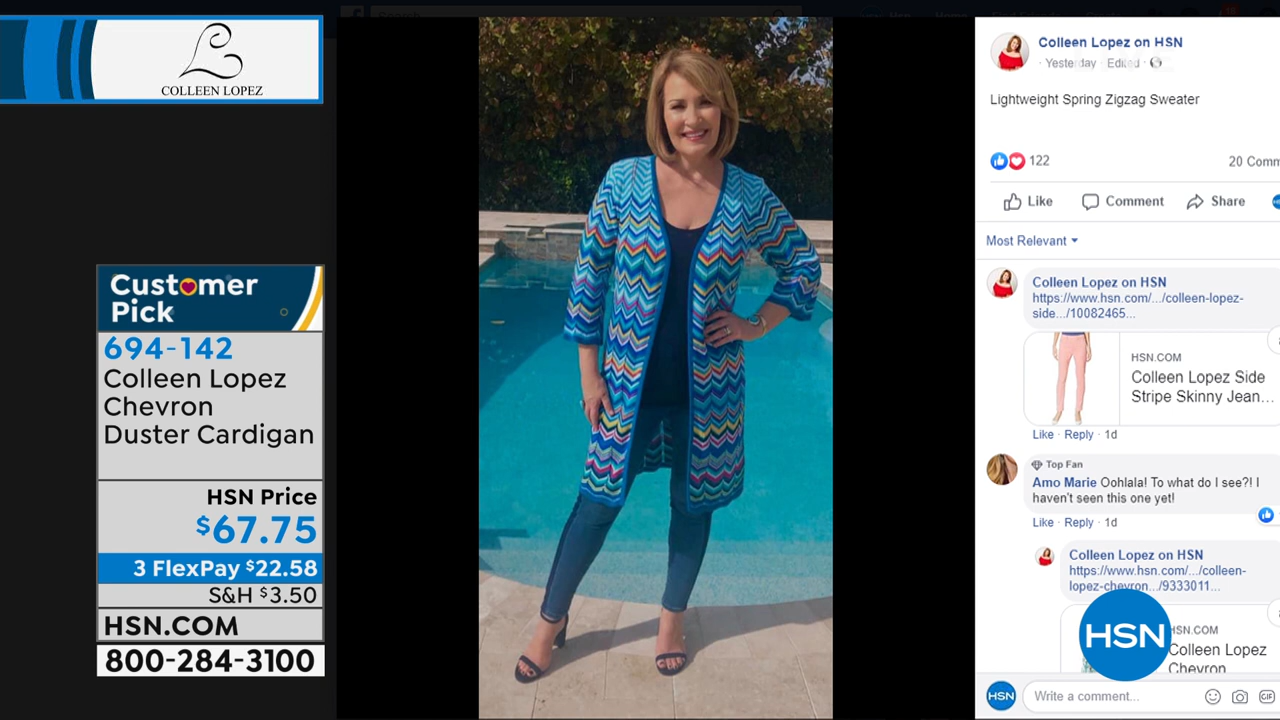 COLLEEN LOPEZ
Customer
Pick
694-142
Colleen Lopez
Chevron
Duster Cardigan
HSN Price
$67.75
3 FlexPay $22.58
S&H $3.50
HSN.COM
800-284-3100
Colleen Lopez on HSN
· Yesterday · Edited ·
Lightweight Spring Zigzag Sweater
122
20 Comm
Like
Comment
Share
Most Relevant
Colleen Lopez on HSN
https://www.hsn.com/.../colleen-lopez-
side.../10082465...
HSN.COM
Colleen Lopez Side
Stripe Skinny Jean...
Like · Reply · 1d
Top Fan
Amo Marie Oohlala! To what do I see?! I
haven't seen this one yet!
Like · Reply · 1d
Colleen Lopez on HSN
https://www.hsn.com/.../colleen-
lopez-chevron.../9333011...
HSN
HSN.COM
Colleen Lopez
Chevron
HSN
Write a comment...
GIF